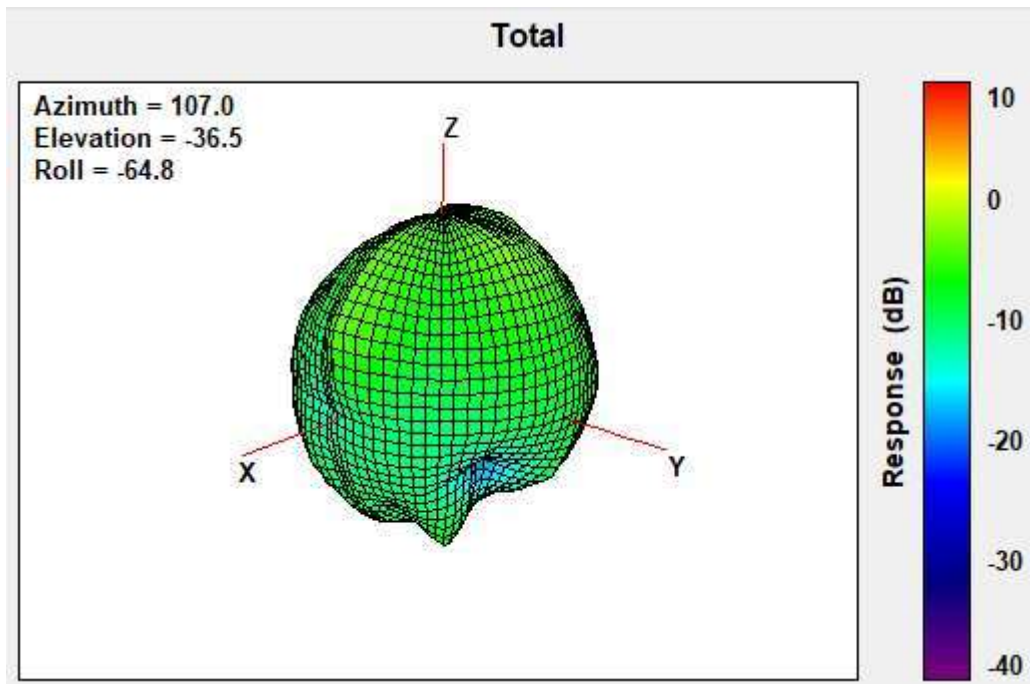 Total
Azimuth = 107.0
Elevation = -36.5
Roll = -64.8
Z
X
Y
Response (dB)
10
0
-10
-20
-30
-40